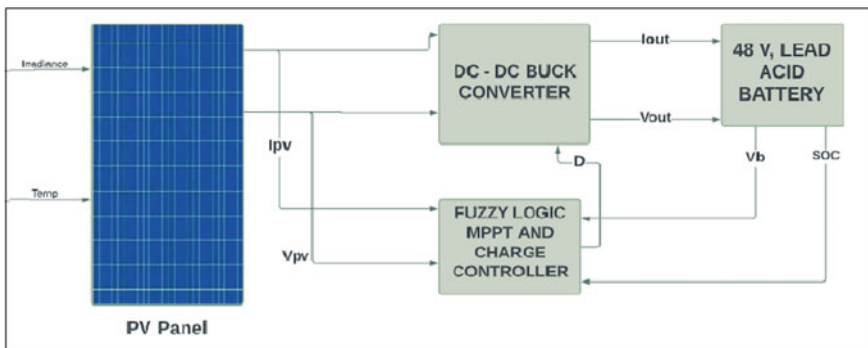 Irradiance
Temp
PV Panel
Ipv
Vpv
DC - DC BUCK
CONVERTER
Iout
Vout
48 V, LEAD
ACID
BATTERY
Vb
SOC
D
FUZZY LOGIC
MPPT AND
CHARGE
CONTROLLER